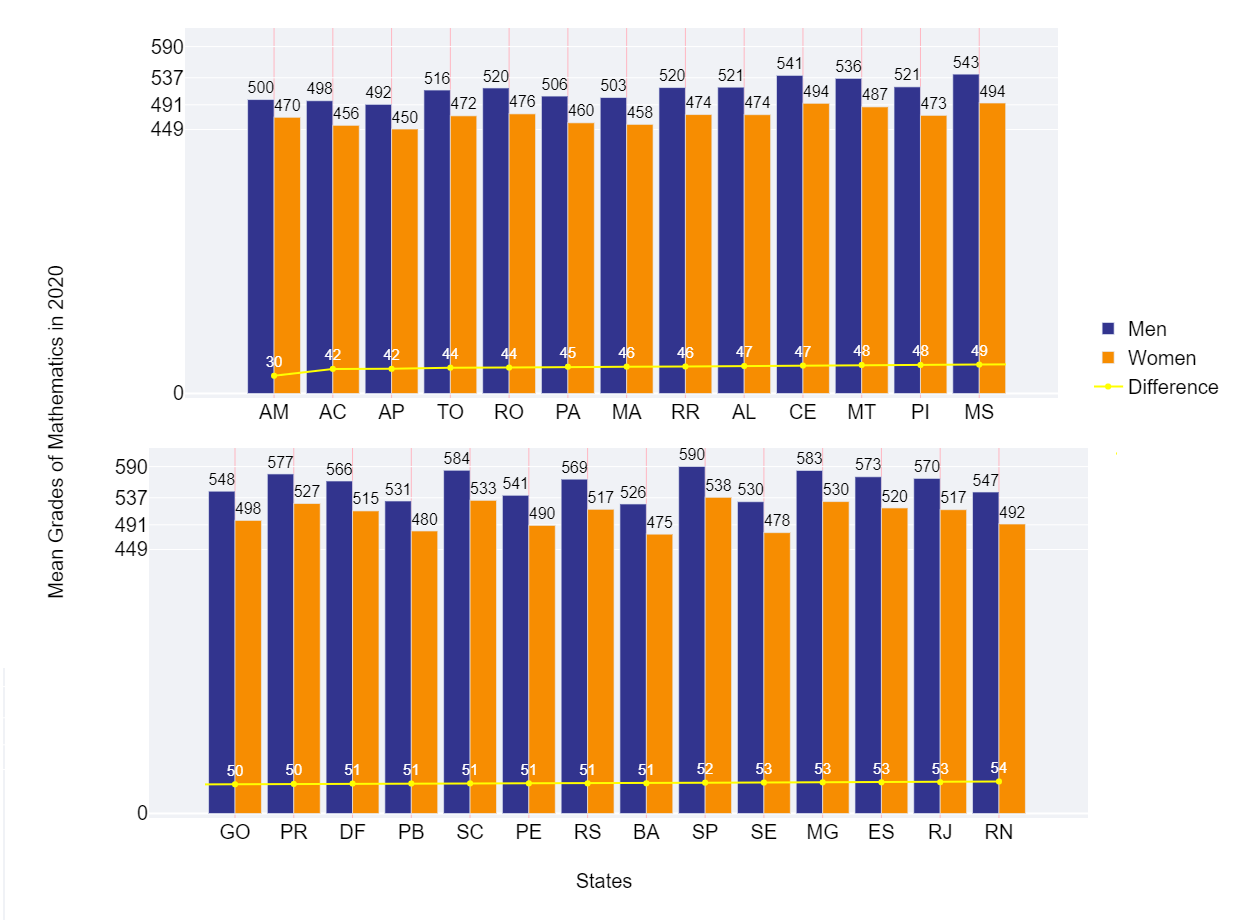 590
537
491
449
0
500 498 492 516 520 506 503 520 521 541 536 521 543
470 456 450 472 476 460 458 474 474 494 487 473 494
30 42 42 44 44 45 46 46 47 47 48 48 49
AM AC AP TO RO PA MA RR AL CE MT PI MS
Mean Grades of Mathematics in 2020
Men
Women
Difference
590
537
491
449
0
548 577 566 531 584 541 569 526 590 530 583 573 570 547
498 527 515 480 533 490 517 475 538 478 530 520 517 492
50 50 51 51 51 51 51 51 52 53 53 53 53 54
GO PR DF PB SC PE RS BA SP SE MG ES RJ RN
States